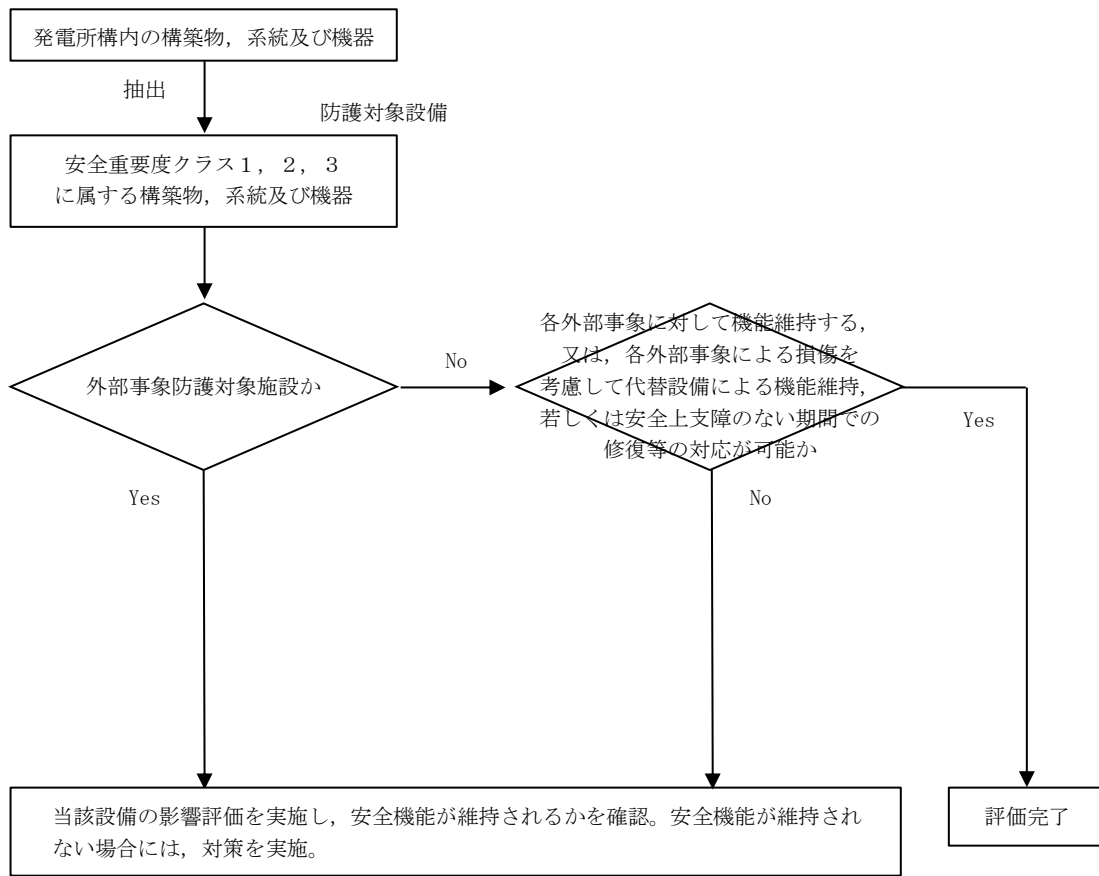 発電所構内の構築物，系統及び機器
抽出
防護対象設備
安全重要度クラス１，２，３
に属する構築物，系統及び機器
外部事象防護対象施設か
No
各外部事象に対して機能維持する，
又は，各外部事象による損傷を
考慮して代替設備による機能維持，
若しくは安全上支障のない期間での
修復等の対応が可能か
Yes
Yes
No
当該設備の影響評価を実施し，安全機能が維持されるかを確認。安全機能が維持され
ない場合には，対策を実施。
評価完了